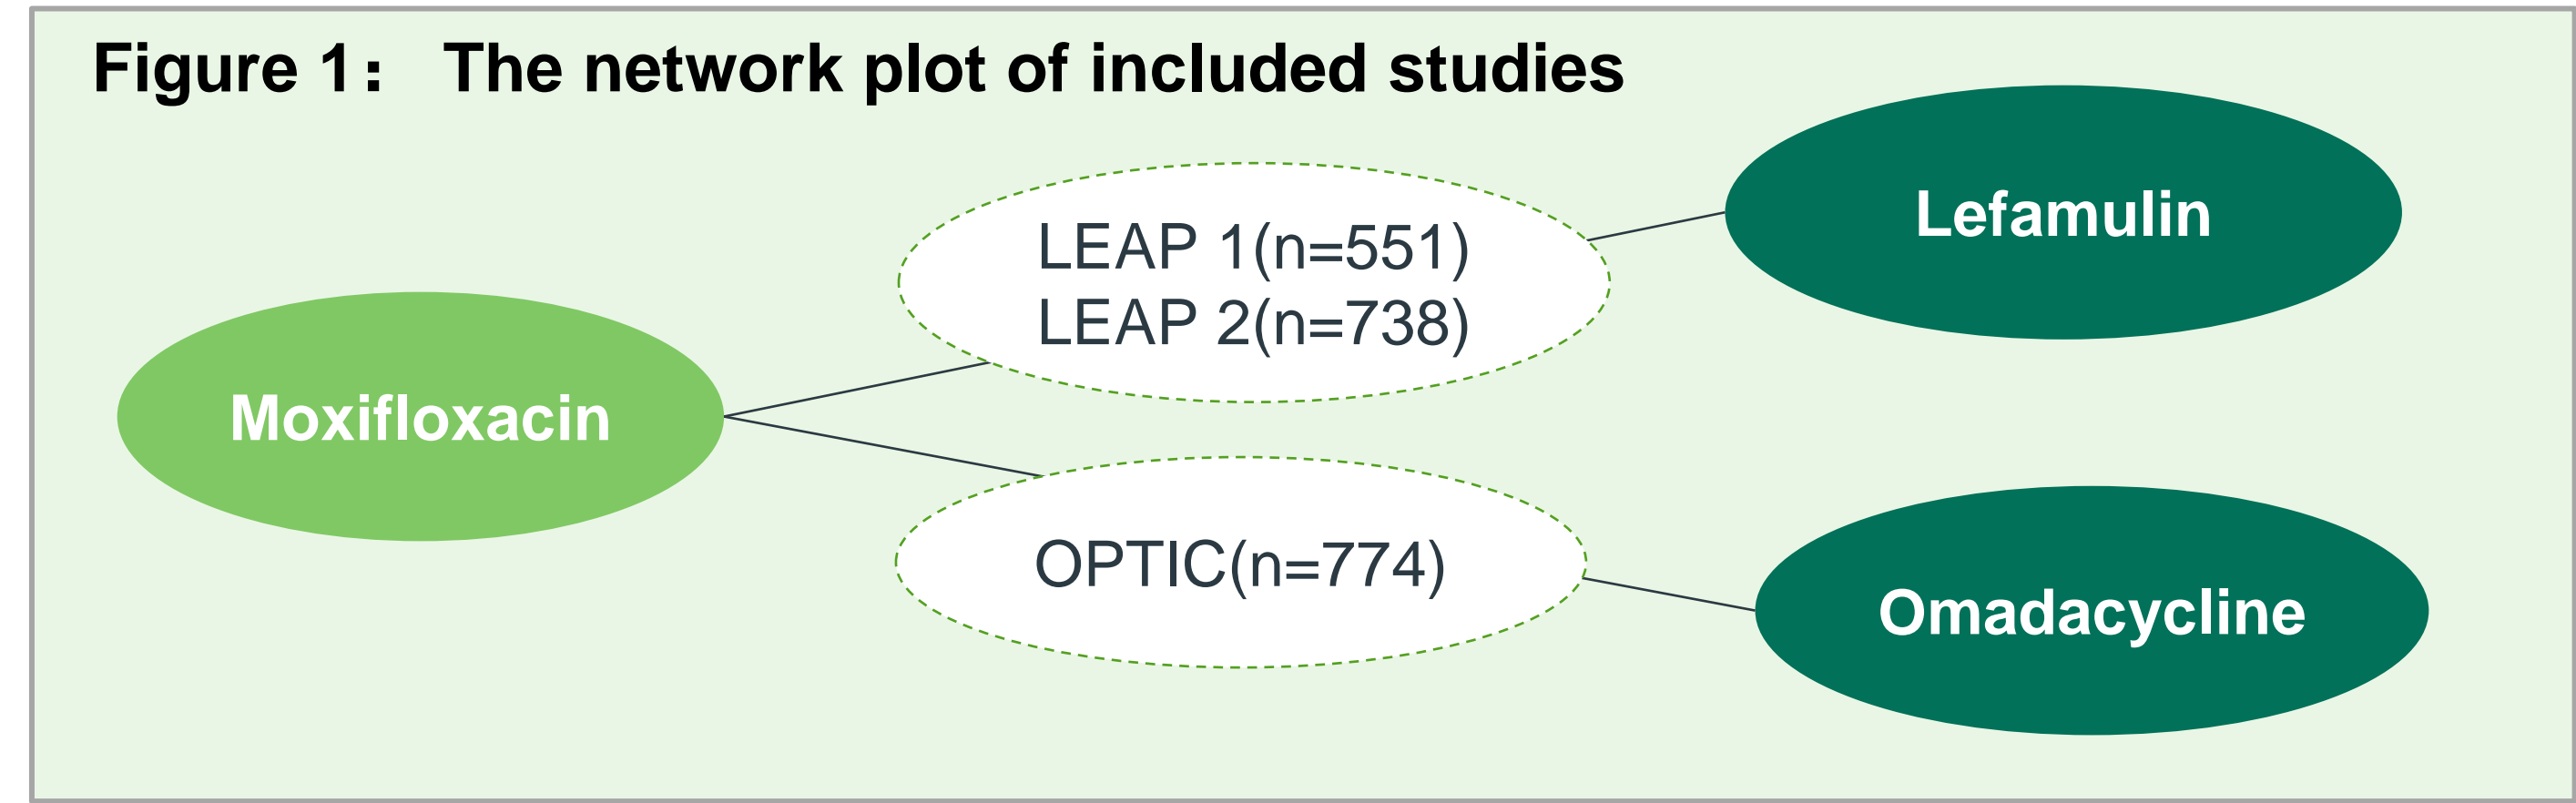 Figure 1： The network plot of included studies
Moxifloxacin
LEAP 1(n=551)
LEAP 2(n=738)
Lefamulin
OPTIC(n=774)
Omadacycline